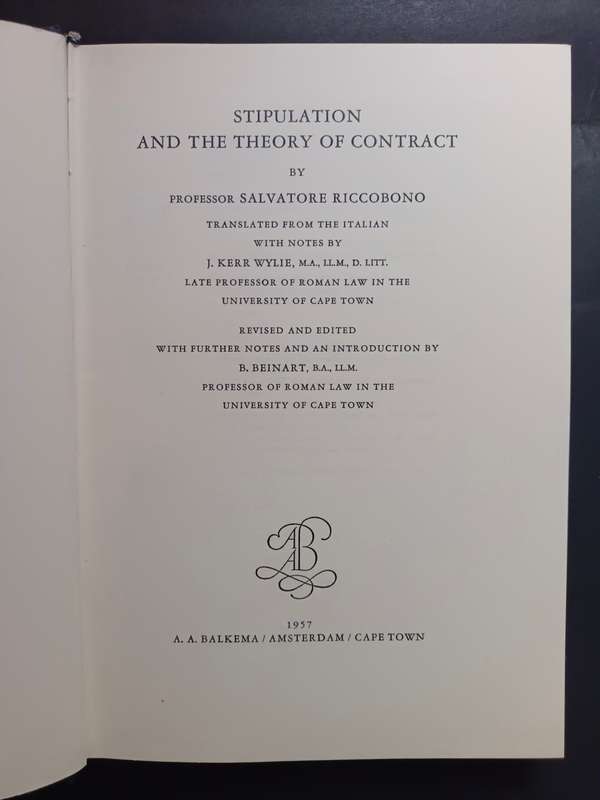 STIPULATION
AND THE THEORY OF CONTRACT
BY
PROFESSOR SALVATORE RICCOBONO
TRANSLATED FROM THE ITALIAN
WITH NOTES BY
J. KERR WYLIE, M.A., LL.M., D. LITT.
LATE PROFESSOR OF ROMAN LAW IN THE
UNIVERSITY OF CAPE TOWN
REVISED AND EDITED
WITH FURTHER NOTES AND AN INTRODUCTION BY
B. BEINART, B.A., LL.M.
PROFESSOR OF ROMAN LAW IN THE
UNIVERSITY OF CAPE TOWN
AAB
1957
A. A. BALKEMA / AMSTERDAM / CAPE TOWN